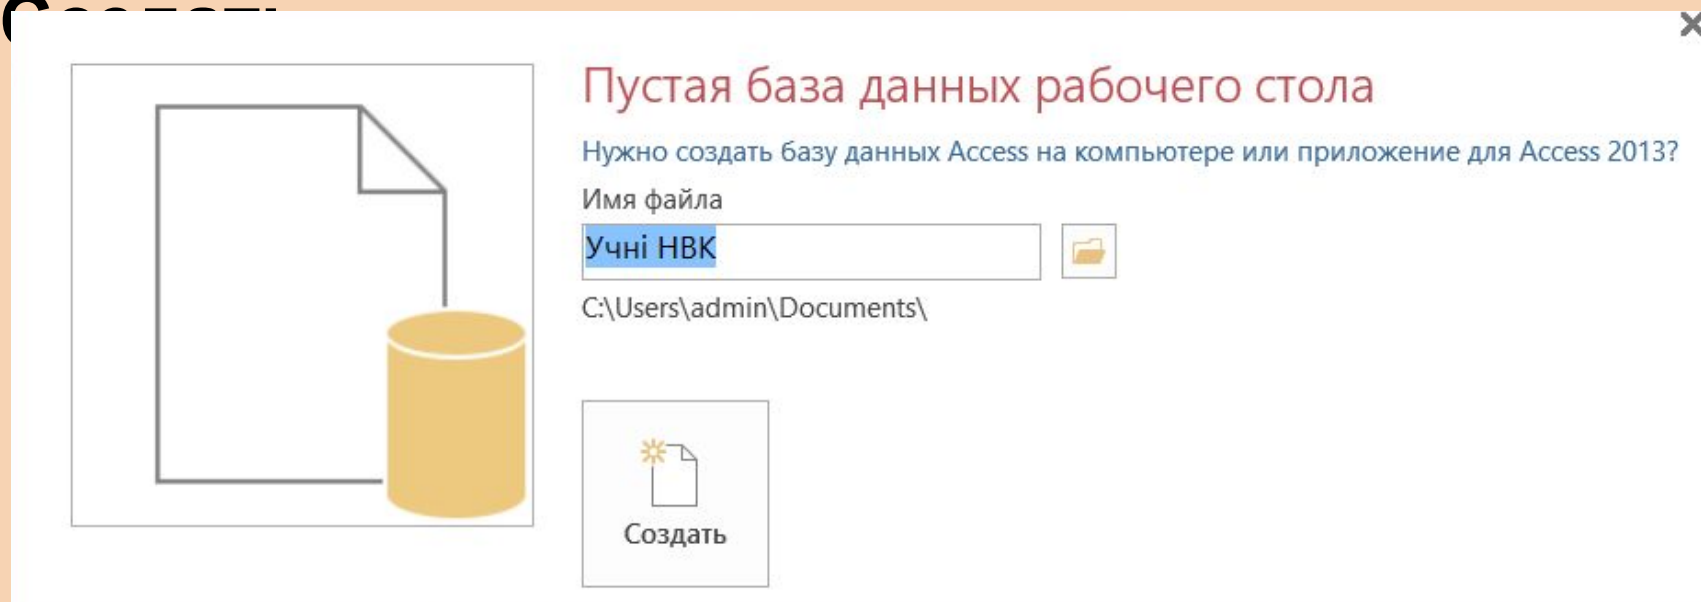 Создать
Пустая база данных рабочего стола
Нужно создать базу данных Access на компьютере или приложение для Access 2013?
Имя файла
Учні НВК
C:\Users\admin\Documents\
Создать